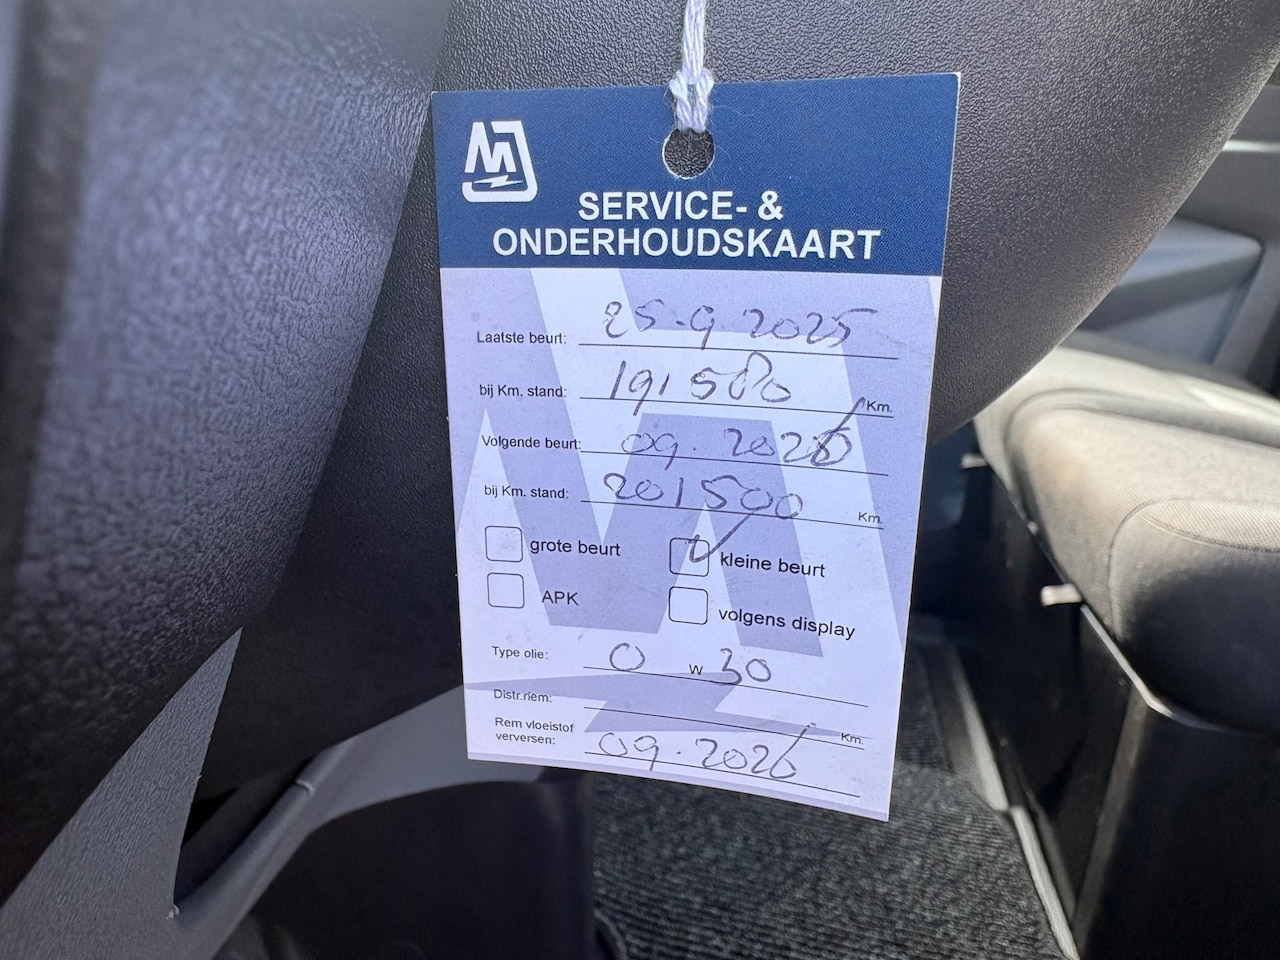 SERVICE- &
ONDERHOUDSKAART
Laatste beurt: 25.9.2025
bij Km. stand: 191580 Km.
Volgende beurt: 09.2026
bij Km. stand: 201500 Km.
grote beurt
kleine beurt
APK
volgens display
Type olie: 0 w 30
Distr.riem: Km.
Rem vloeistof
verversen: 09.2026